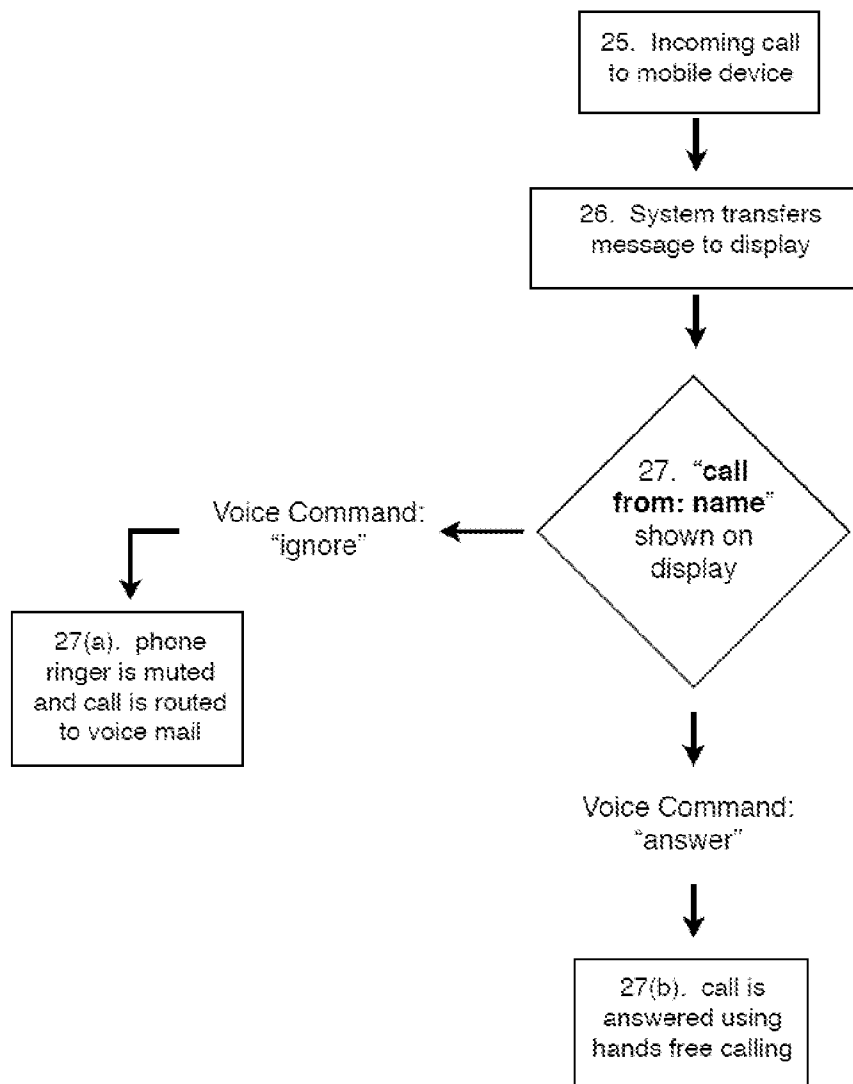 25. Incoming call
to mobile device
26. System transfers
message to display
27. “call
from: name”
shown on
display
Voice Command:
“ignore”
27(a). phone
ringer is muted
and call is routed
to voice mail
Voice Command:
“answer”
27(b). call is
answered using
hands free calling